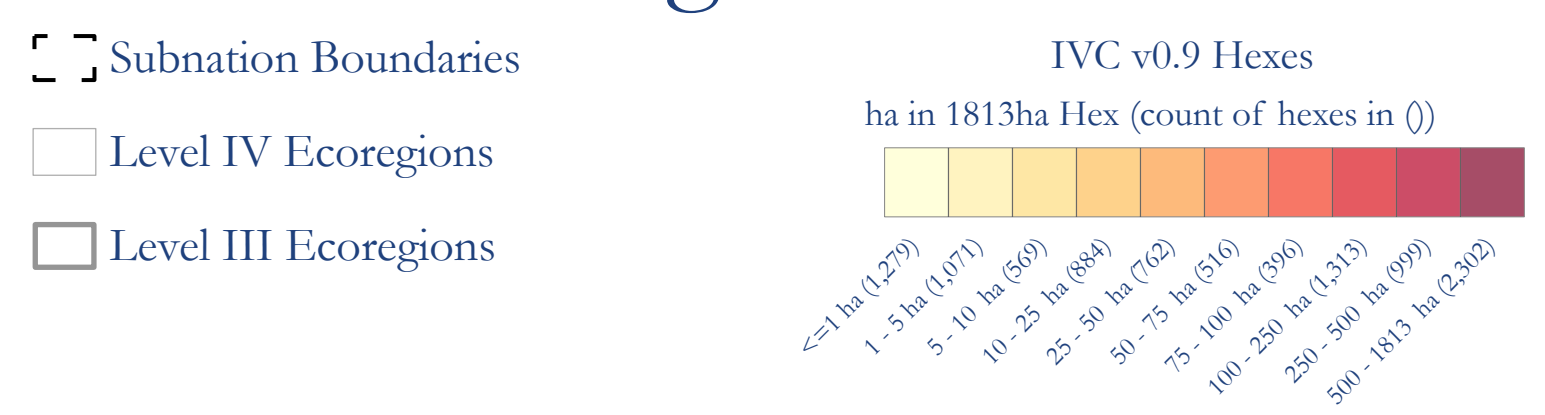 Subnation Boundaries
Level IV Ecoregions
Level III Ecoregions
IVC v0.9 Hexes
ha in 1813ha Hex (count of hexes in ())
<=1 ha (1,279)
1 - 5 ha (1,071)
5 - 10 ha (569)
10 - 25 ha (884)
25 - 50 ha (762)
50 - 75 ha (516)
75 - 100 ha (396)
100 - 250 ha (1,313)
250 - 500 ha (999)
500 - 1813 ha (2,302)